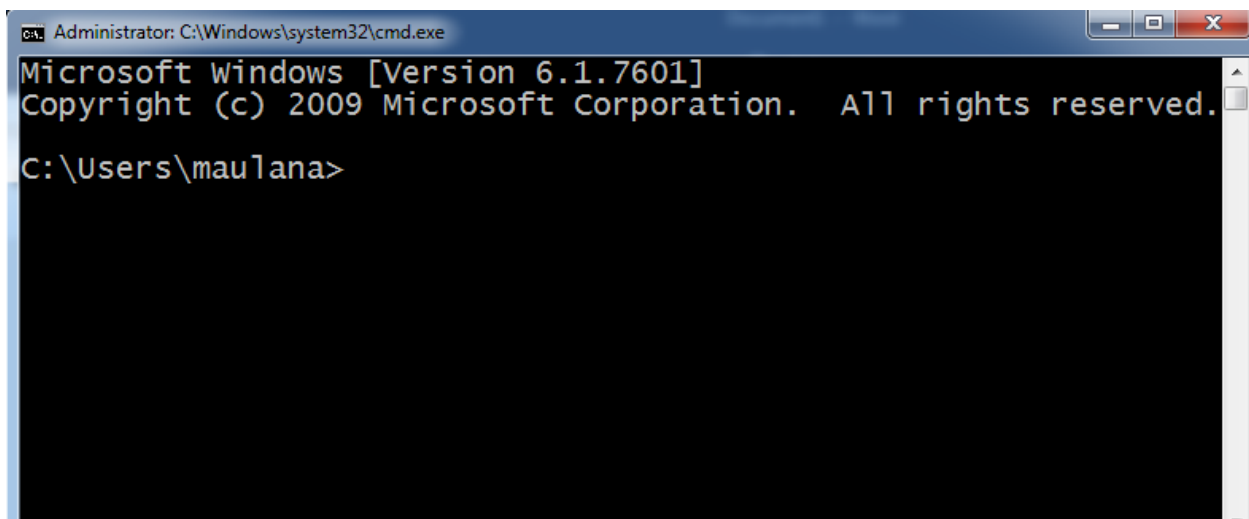 Administrator: C:\Windows\system32\cmd.exe
Microsoft Windows [Version 6.1.7601]
Copyright (c) 2009 Microsoft Corporation.  All rights reserved.
C:\Users\maulana>